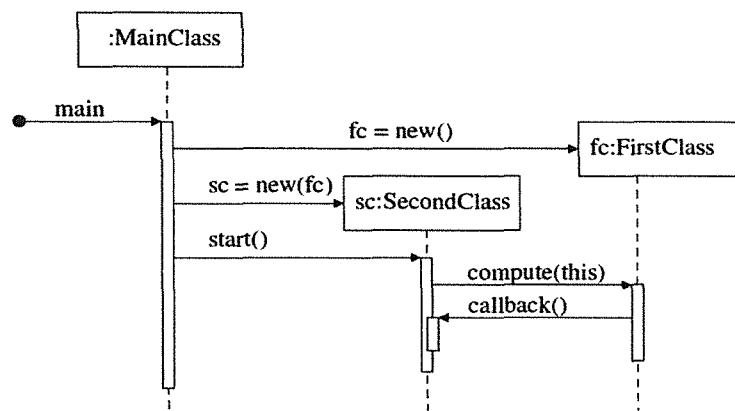 :MainClass
main
fc = new()
fc:FirstClass
sc = new(fc)
sc:SecondClass
start()
compute(this)
callback()